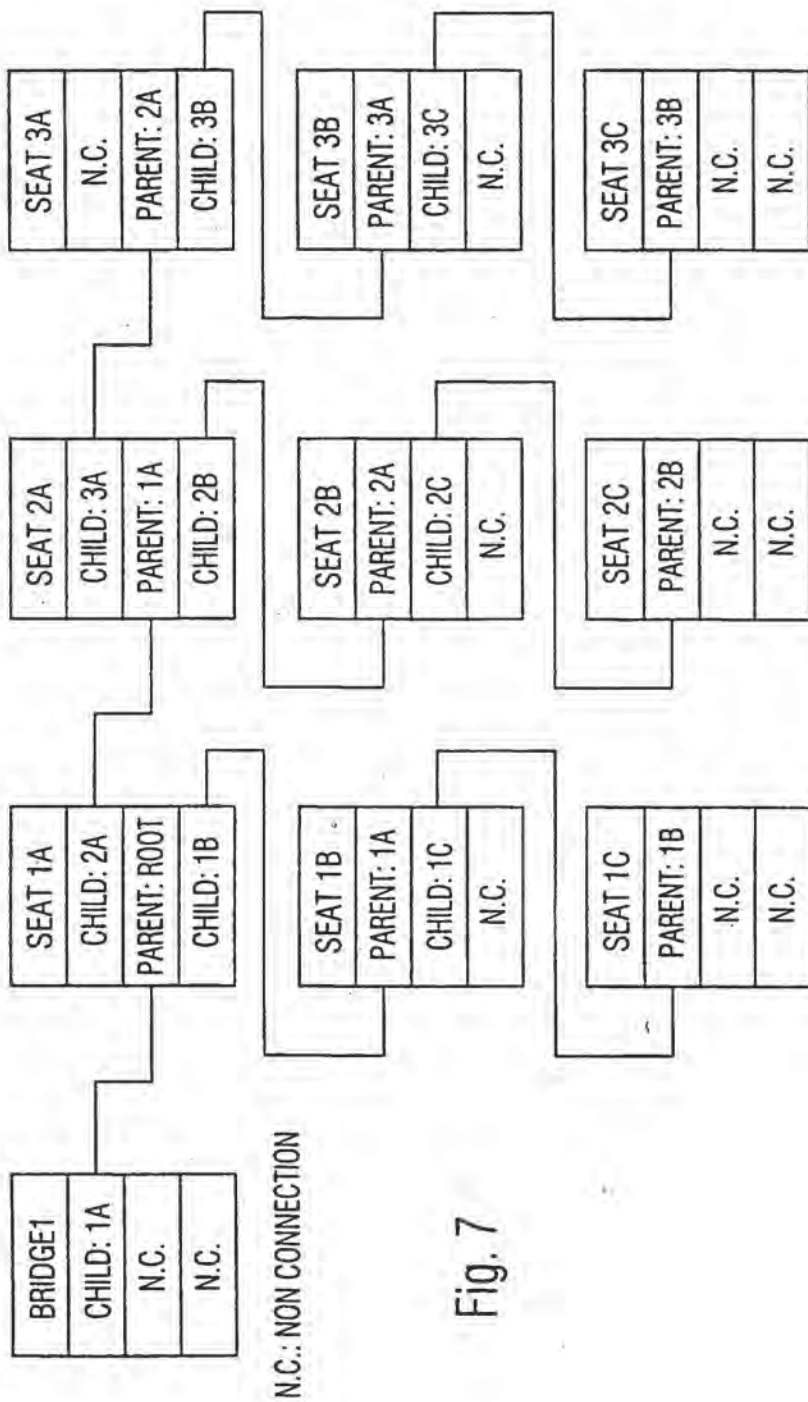 BRIDGE1
CHILD: 1A
N.C.
N.C.
SEAT 1A
CHILD: 2A
PARENT: ROOT
CHILD: 1B
SEAT 2A
CHILD: 3A
PARENT: 1A
CHILD: 2B
SEAT 3A
N.C.
PARENT: 2A
CHILD: 3B
SEAT 1B
PARENT: 1A
CHILD: 1C
N.C.
SEAT 2B
PARENT: 2A
CHILD: 2C
N.C.
SEAT 3B
PARENT: 3A
CHILD: 3C
N.C.
SEAT 1C
PARENT: 1B
N.C.
N.C.
SEAT 2C
PARENT: 2B
N.C.
N.C.
SEAT 3C
PARENT: 3B
N.C.
N.C.
N.C.: NON CONNECTION
Fig. 7